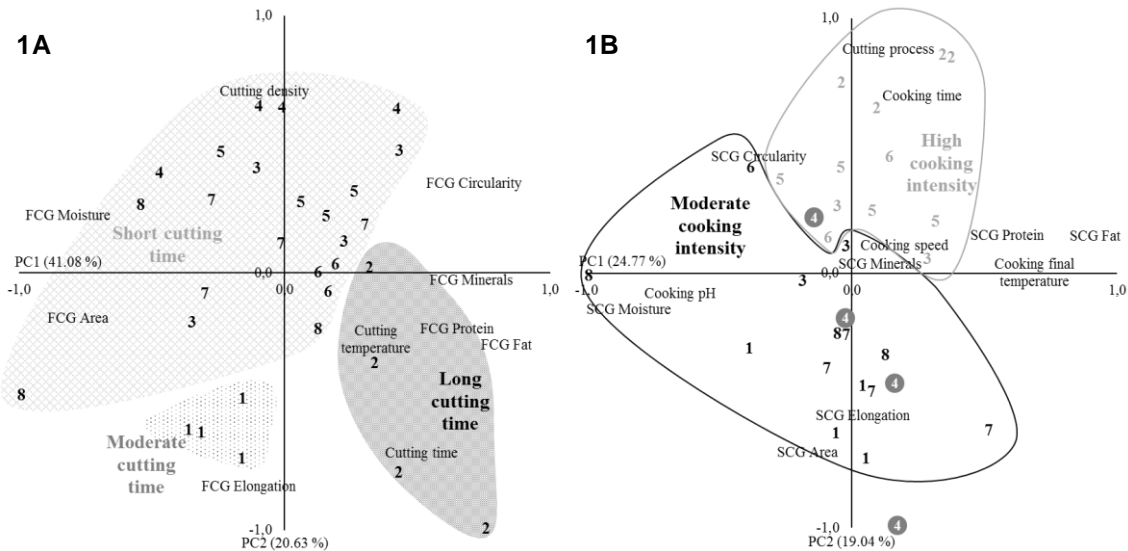 1A
1,0
Cutting density
4
4
4
5
3
3
4
7
8
5
5
5
7
7
3
FCG Circularity
FCG Moisture
Short cutting
time
PC1 (41.08 %)
-1,0
0,0
1,0
6
6
2
6
7
3
8
8
FCG Area
FCG Minerals
FCG Protein
FCG Fat
Cutting
temperature
2
Long
cutting
time
Cutting time
2
2
1
1
1
1
Moderate
cutting
time
FCG Elongation
-1,0
PC2 (20.63 %)
1B
1,0
Cutting process
2
2
2
Cooking time
2
High
cooking
intensity
6
SCG Circularity
6
5
5
Moderate
cooking
intensity
3
4
5
5
6
3
Cooking speed
3
SCG Protein
SCG Fat
SCG Minerals
Cooking final
temperature
PC1 (24.77 %)
8
-1,0
0,0
1,0
3
Cooking pH
SCG Moisture
4
8
7
1
8
7
1
7
4
SCG Elongation
1
7
SCG Area
1
4
-1,0
PC2 (19.04 %)